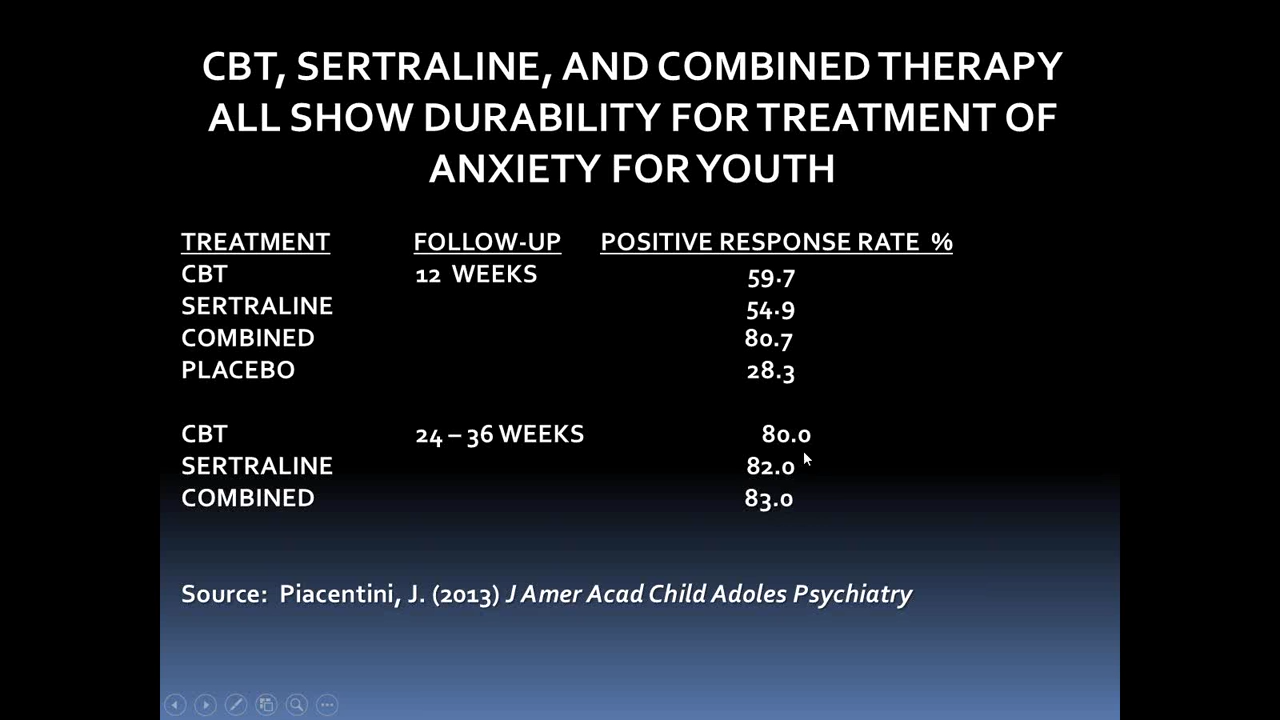 CBT, SERTRALINE, AND COMBINED THERAPY
ALL SHOW DURABILITY FOR TREATMENT OF
ANXIETY FOR YOUTH
TREATMENT FOLLOW-UP POSITIVE RESPONSE RATE %
CBT 12 WEEKS 59.7
SERTRALINE 54.9
COMBINED 80.7
PLACEBO 28.3
CBT 24 – 36 WEEKS 80.0
SERTRALINE 82.0
COMBINED 83.0
Source: Piacentini, J. (2013) J Amer Acad Child Adoles Psychiatry